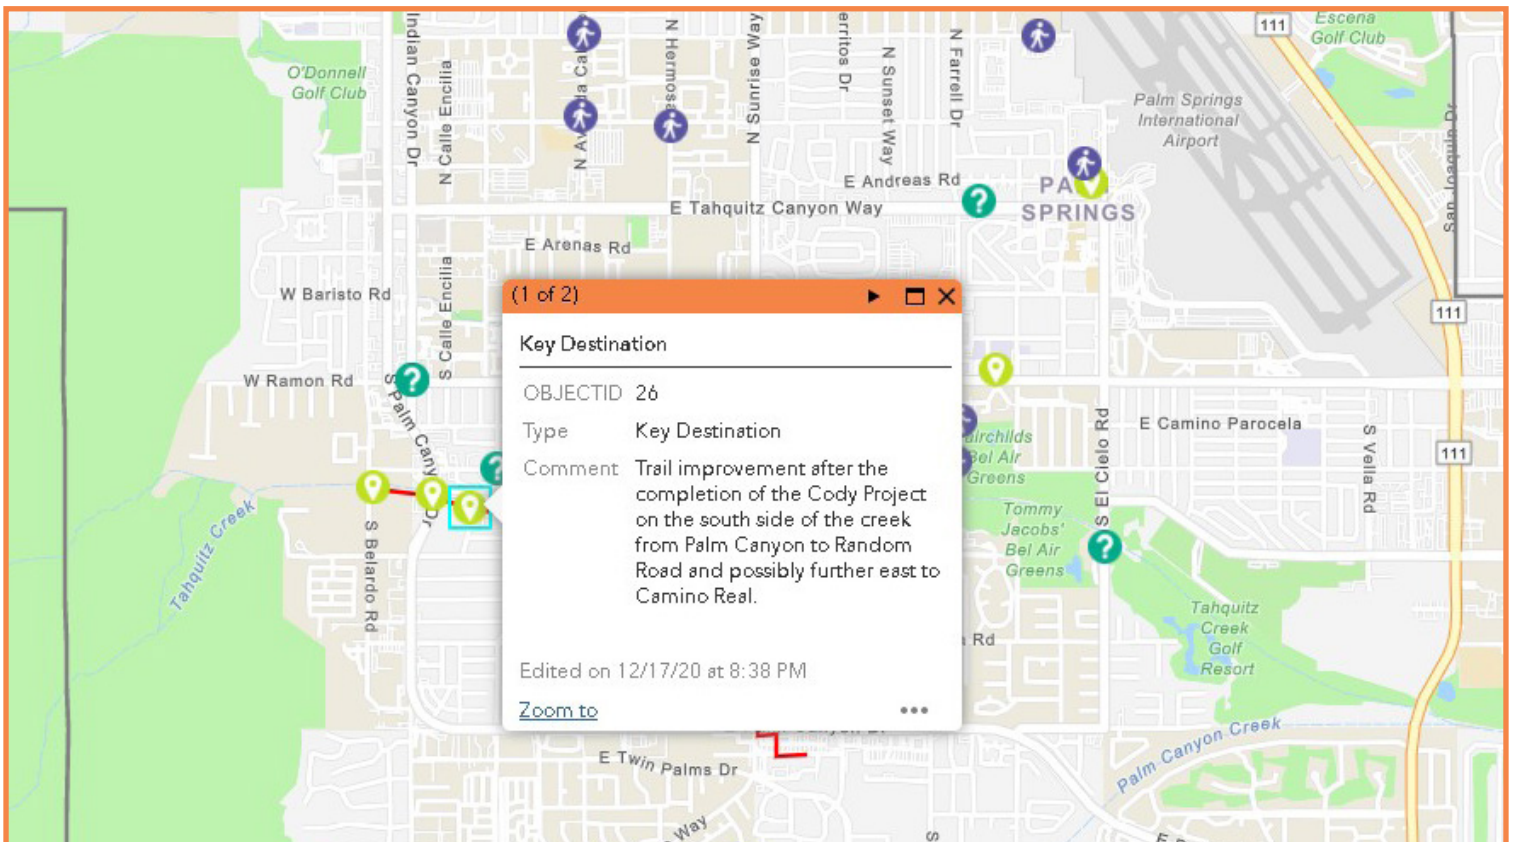 Indian Canyon Dr
N Calle Encilia
O'Donnell
Golf Club
N Hermosa
N Sunrise Way
N Sunset Way
N Farrell Dr
111
Escena
Golf Club
Palm Springs
International
Airport
San Joaquin Dr
E Andreas Rd
E Tahquitz Canyon Way
SPRINGS
E Arenas Rd
W Baristo Rd
S Calle Encilia
111
(1 of 2)
Key Destination
OBJECTID 26
Type Key Destination
Comment Trail improvement after the
completion of the Cody Project
on the south side of the creek
from Palm Canyon to Random
Road and possibly further east to
Camino Real.
Edited on 12/17/20 at 8:38 PM
Zoom to
W Ramon Rd
S Palm Canyon Dr
S Belardo Rd
Tahquitz Creek
Bel Air
Greens
Tommy
Jacobs'
Bel Air
Greens
S El Cielo Rd
E Camino Parocela
S Vella Rd
111
Tahquitz
Creek
Golf
Resort
Rd
E Twin Palms Dr
Palm Canyon Creek
Way
S